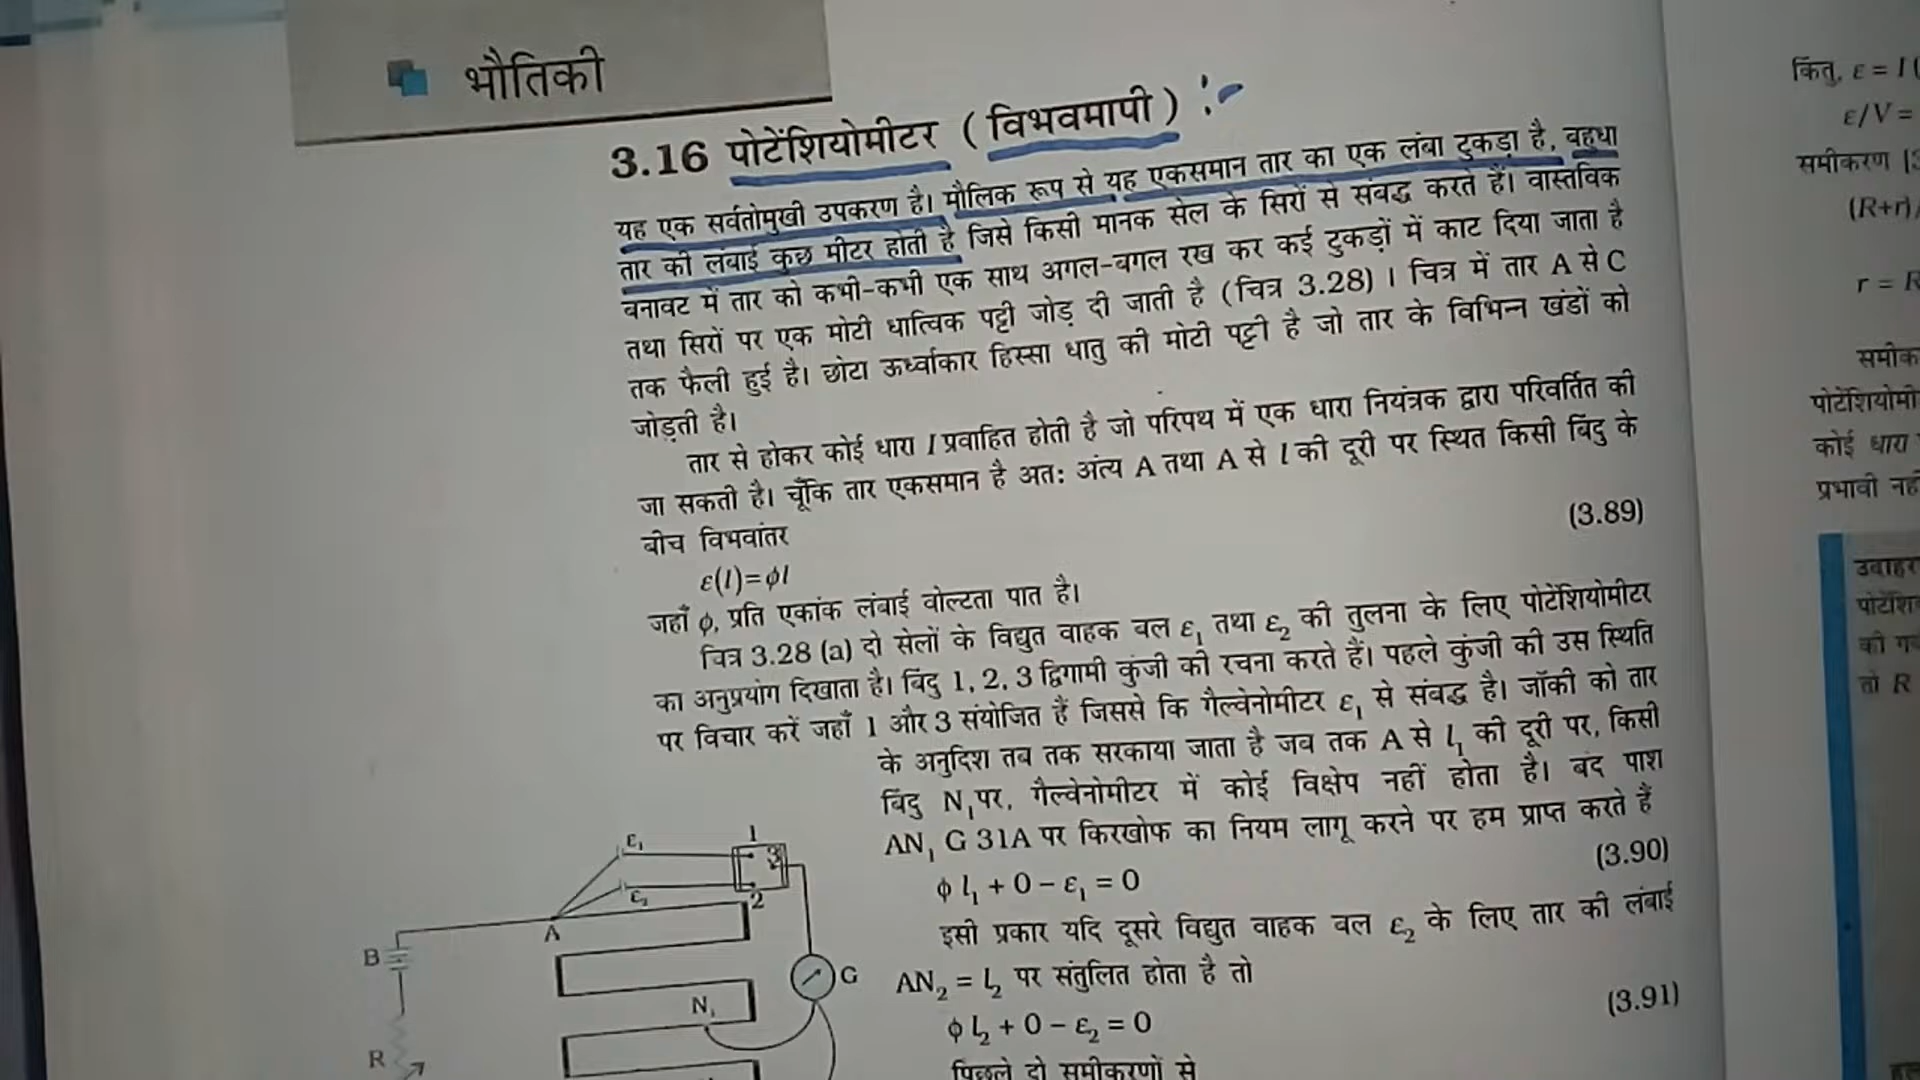 भौतिकी
3.16 पोटेंशियोमीटर ( विभवमापी ) :-
यह एक सर्वतोमुखी उपकरण है। मौलिक रूप से यह एकसमान तार का एक लंबा टुकड़ा है, बहुधा
तार की लंबाई कुछ मीटर होती है जिसे किसी मानक सेल के सिरों से संबद्ध करते हैं। वास्तविक
बनावट में तार को कभी-कभी एक साथ अगल-बगल रख कर कई टुकड़ों में काट दिया जाता है
तथा सिरों पर एक मोटी धात्विक पट्टी जोड़ दी जाती है (चित्र 3.28) । चित्र में तार A से C
तक फैली हुई है। छोटा ऊर्ध्वाकार हिस्सा धातु की मोटी पट्टी है जो तार के विभिन्न खंडों को
जोड़ती है।
तार से होकर कोई धारा I प्रवाहित होती है जो परिपथ में एक धारा नियंत्रक द्वारा परिवर्तित की
जा सकती है। चूँकि तार एकसमान है अतः अंत्य A तथा A से l की दूरी पर स्थित किसी बिंदु के
बीच विभवांतर
ε(l)=ϕl (3.89)
जहाँ ϕ, प्रति एकांक लंबाई वोल्टता पात है।
चित्र 3.28 (a) दो सेलों के विद्युत वाहक बल ε₁ तथा ε₂ की तुलना के लिए पोटेंशियोमीटर
का अनुप्रयोग दिखाता है। बिंदु 1, 2, 3 द्विगामी कुंजी की रचना करते हैं। पहले कुंजी की उस स्थिति
पर विचार करें जहाँ 1 और 3 संयोजित हैं जिससे कि गैल्वेनोमीटर ε₁ से संबद्ध है। जॉकी को तार
के अनुदिश तब तक सरकाया जाता है जब तक A से l₁ की दूरी पर, किसी
बिंदु N₁ पर, गैल्वेनोमीटर में कोई विक्षेप नहीं होता है। बंद पाश
AN₁ G 31A पर किरखोफ का नियम लागू करने पर हम प्राप्त करते हैं
ϕ l₁ + 0 – ε₁ = 0 (3.90)
इसी प्रकार यदि दूसरे विद्युत वाहक बल ε₂ के लिए तार की लंबाई
AN₂ = l₂ पर संतुलित होता है तो
ϕ l₂ + 0 – ε₂ = 0 (3.91)
पिछले दो समीकरणों से
ε₁
1
3
ε₂
2
A
B
G
N₁
R
किंतु, ε = I (
ε/V =
समीकरण [3
(R+r)/
r = R
पोटेंशियोमी
कोई धारा
प्रभावी नहीं
तो R